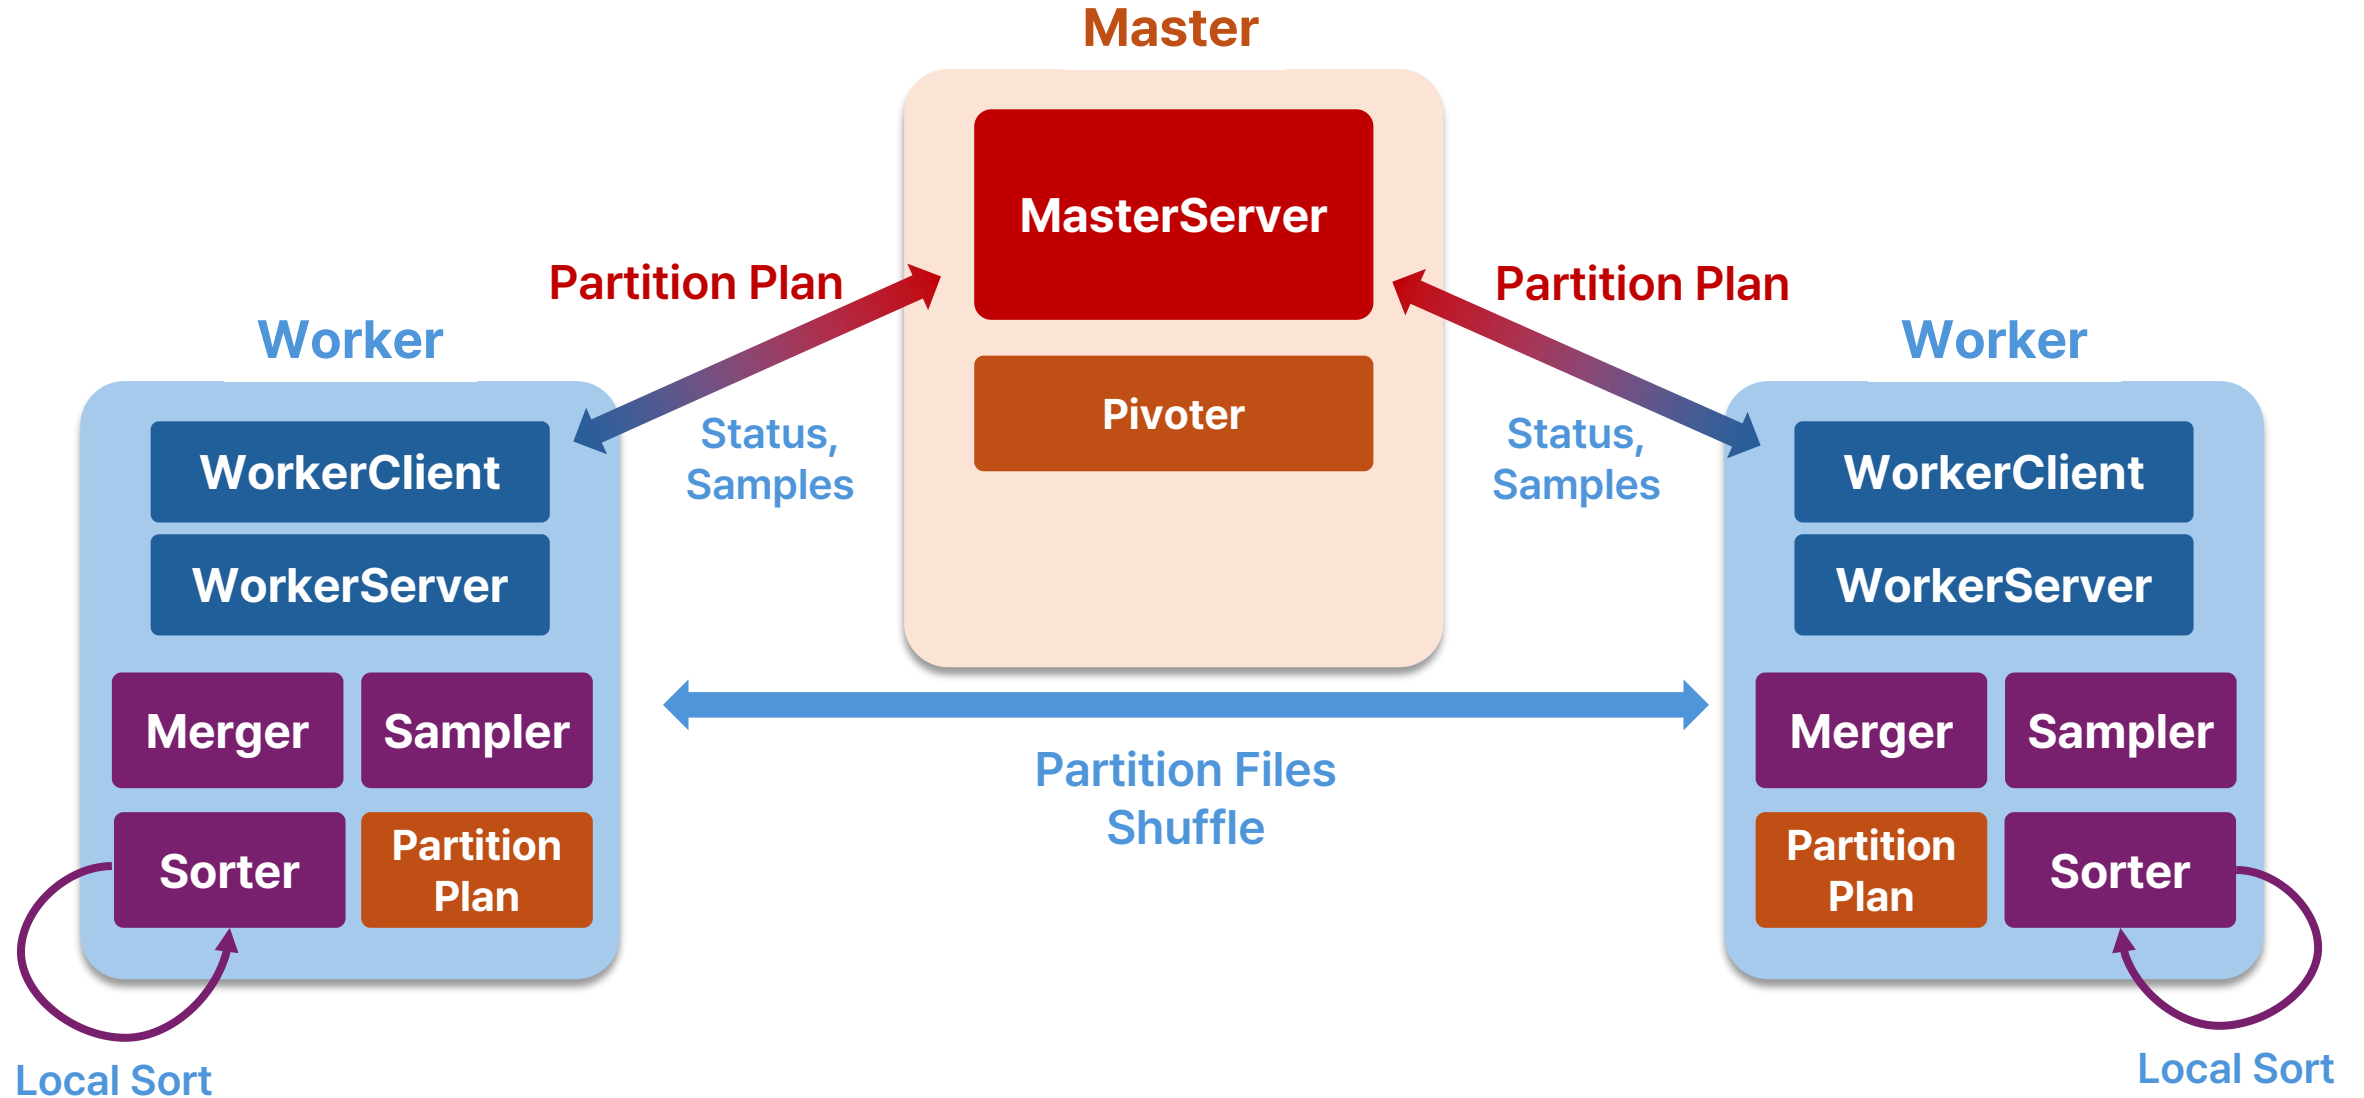 Master
MasterServer
Pivoter
Partition Plan
Partition Plan
Status,
Samples
Status,
Samples
Worker
WorkerClient
WorkerServer
Merger
Sampler
Sorter
Partition
Plan
Local Sort
Partition Files
Shuffle
Worker
WorkerClient
WorkerServer
Merger
Sampler
Partition
Plan
Sorter
Local Sort